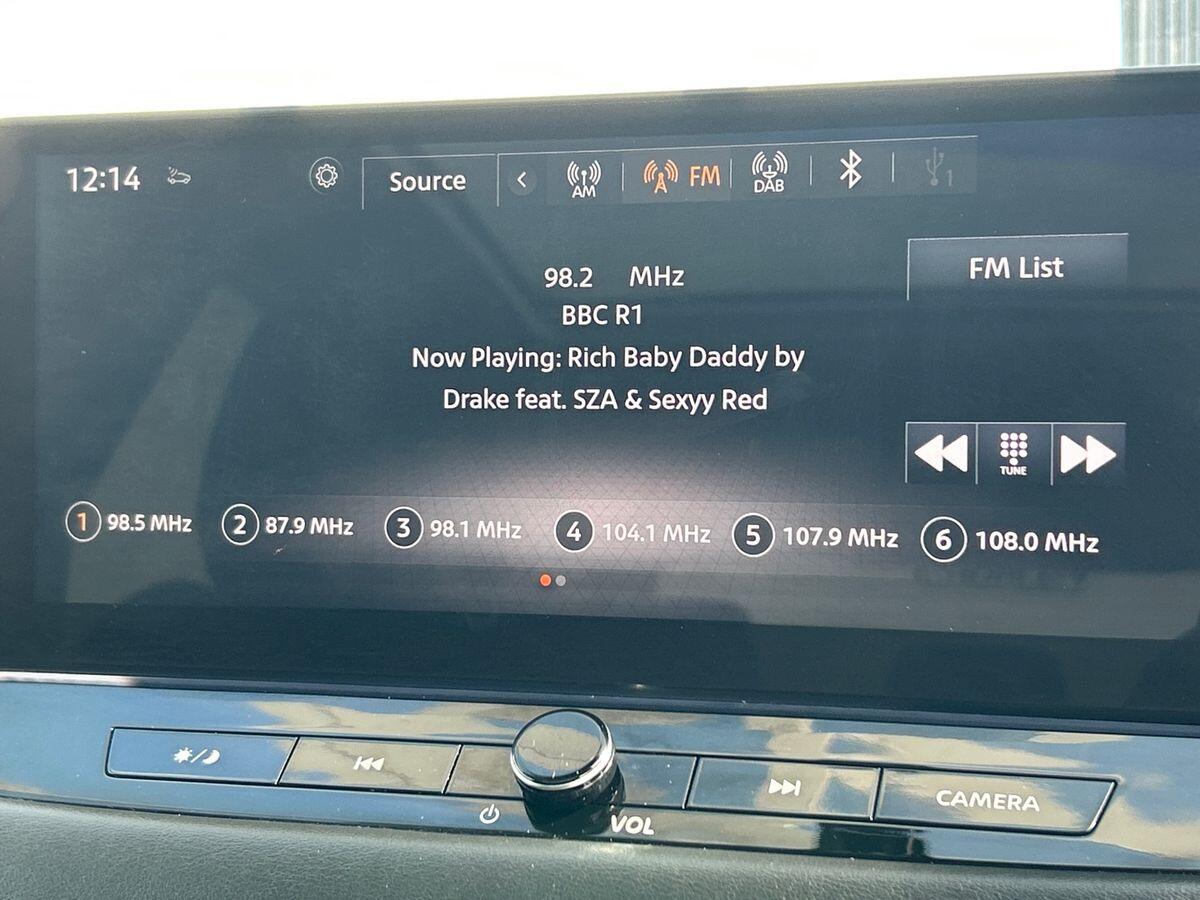 12:14 Source AM FM DAB 1
98.2 MHz
FM List
BBC R1
Now Playing: Rich Baby Daddy by
Drake feat. SZA & Sexyy Red
TUNE
1 98.5 MHz 2 87.9 MHz 3 98.1 MHz 4 104.1 MHz 5 107.9 MHz 6 108.0 MHz
VOL CAMERA